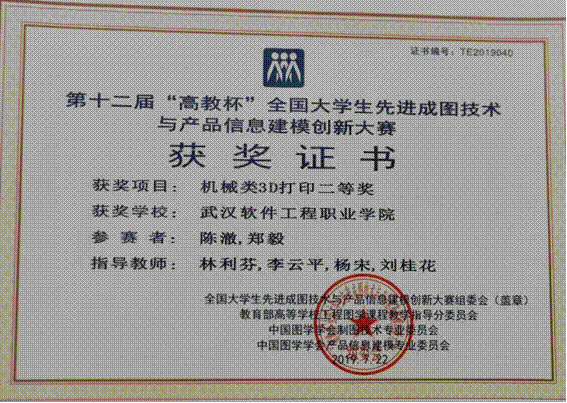 证书编号：TE2019040
第十二届“高教杯”全国大学生先进成图技术
与产品信息建模创新大赛
获奖证书
获奖项目：机械类3D打印二等奖
获奖学校：武汉软件工程职业学院
参赛者：陈澈,郑毅
指导教师：林利芬,李云平,杨宋,刘桂花
全国大学生先进成图技术与产品信息建模创新大赛组委会（盖章）
教育部高等学校工程图学课程教学指导分委员会
中国图学学会制图技术专业委员会
中国图学学会产品信息建模专业委员会
2019.7.22